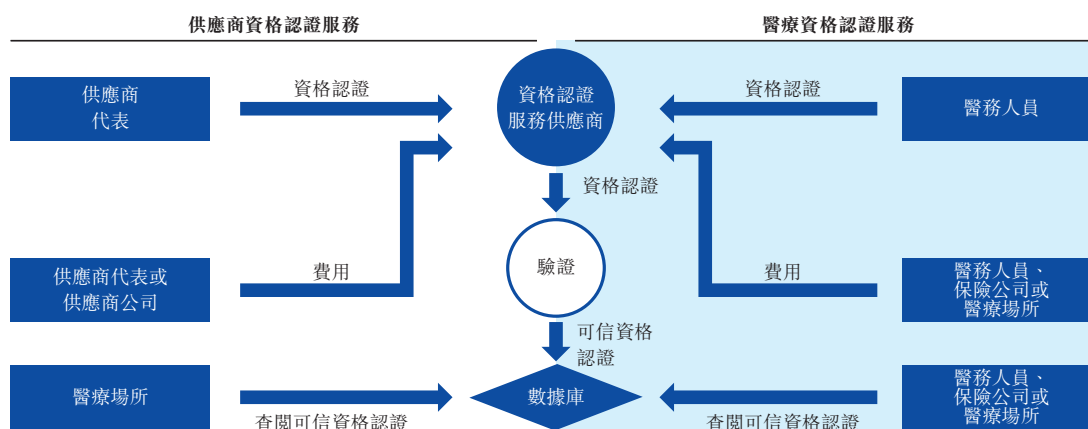 供應商資格認證服務
醫療資格認證服務
供應商
代表
資格認證
資格認證
服務供應商
資格認證
醫務人員
資格認證
供應商代表或
供應商公司
費用
驗證
費用
醫務人員、
保險公司或
醫療場所
可信資格
認證
醫療場所
查閱可信資格認證
數據庫
查閱可信資格認證
醫務人員、
保險公司或
醫療場所